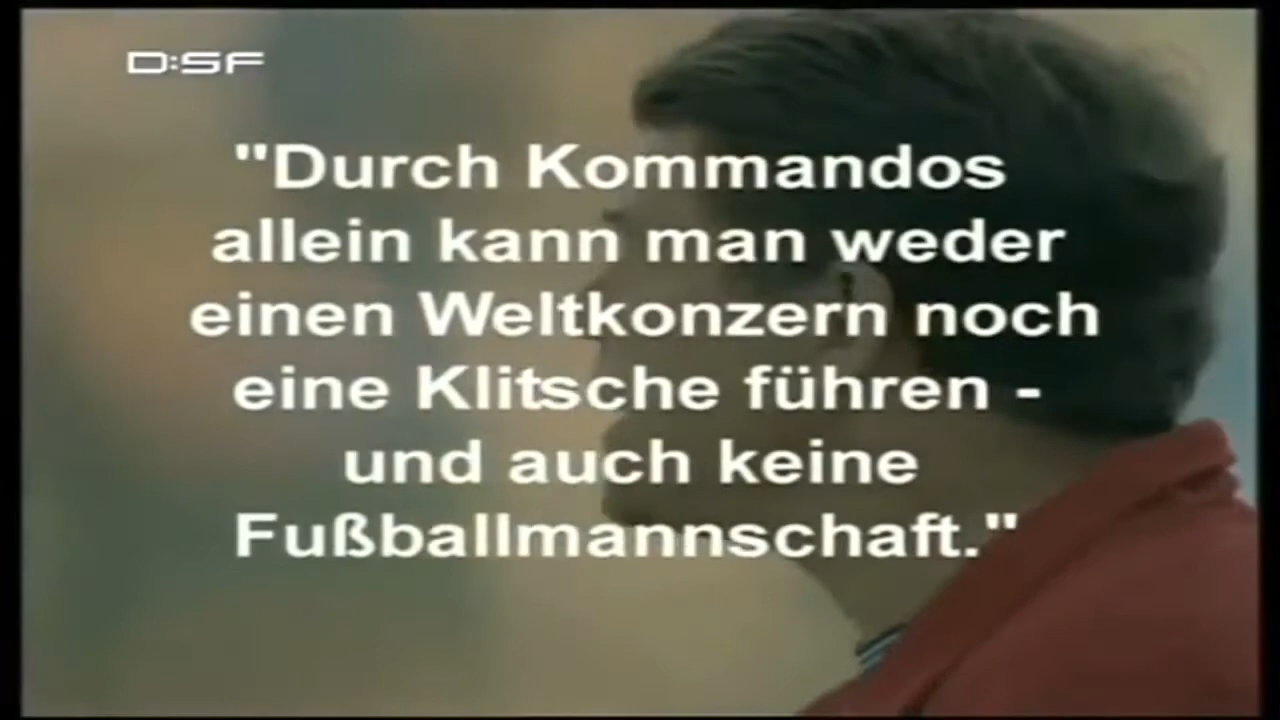 D:SF
"Durch Kommandos
allein kann man weder
einen Weltkonzern noch
eine Klitsche führen -
und auch keine
Fußballmannschaft."